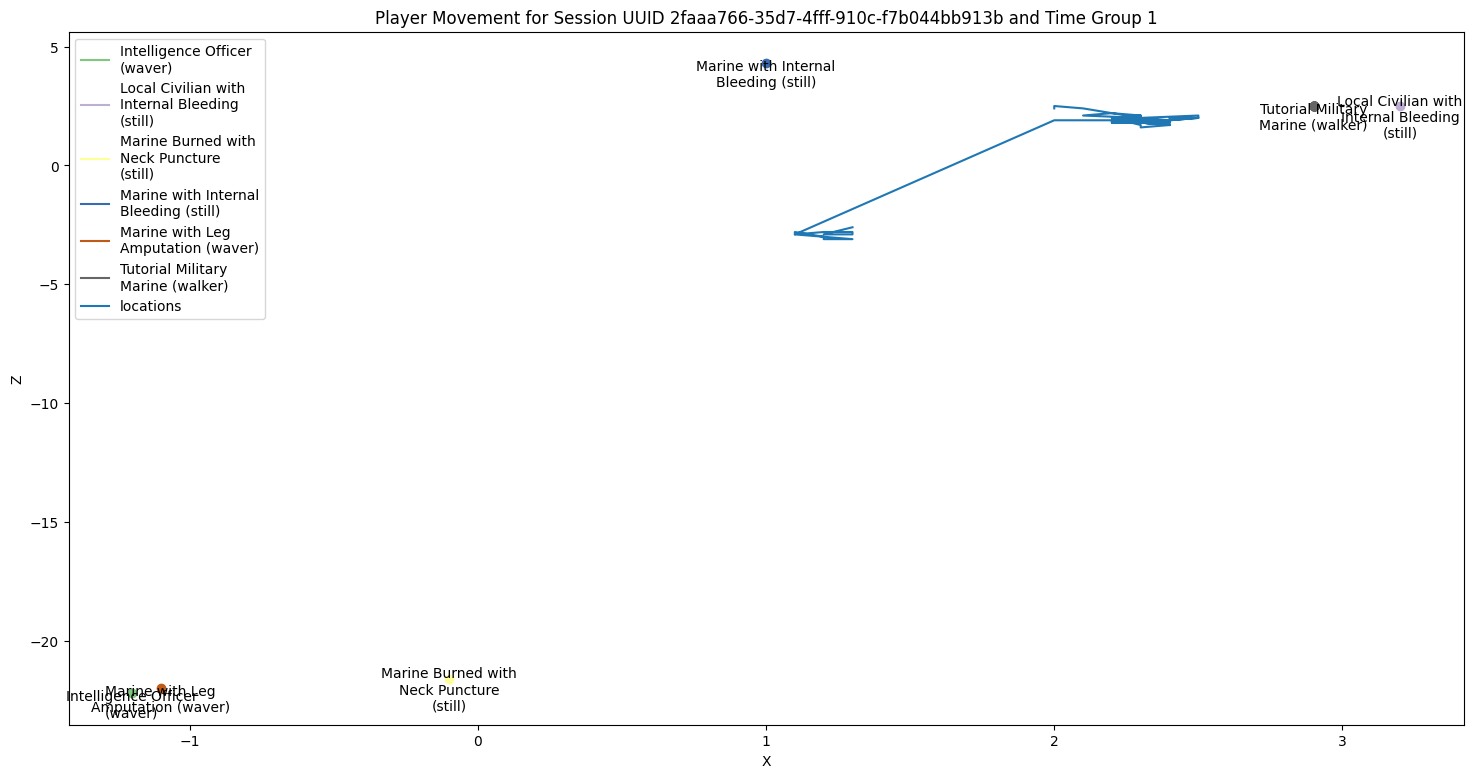 Player Movement for Session UUID 2faaa766-35d7-4fff-910c-f7b044bb913b and Time Group 1
Intelligence Officer
(waver)
Local Civilian with
Internal Bleeding
(still)
Marine Burned with
Neck Puncture
(still)
Marine with Internal
Bleeding (still)
Marine with Leg
Amputation (waver)
Tutorial Military
Marine (walker)
locations
Marine with Internal
Bleeding (still)
Tutorial Military
Marine (walker)
Local Civilian with
Internal Bleeding
(still)
Marine Burned with
Neck Puncture
(still)
Marine with Leg
Amputation (waver)
Intelligence Officer
(waver)
5
0
−5
−10
−15
−20
Z
−1
0
1
2
3
X